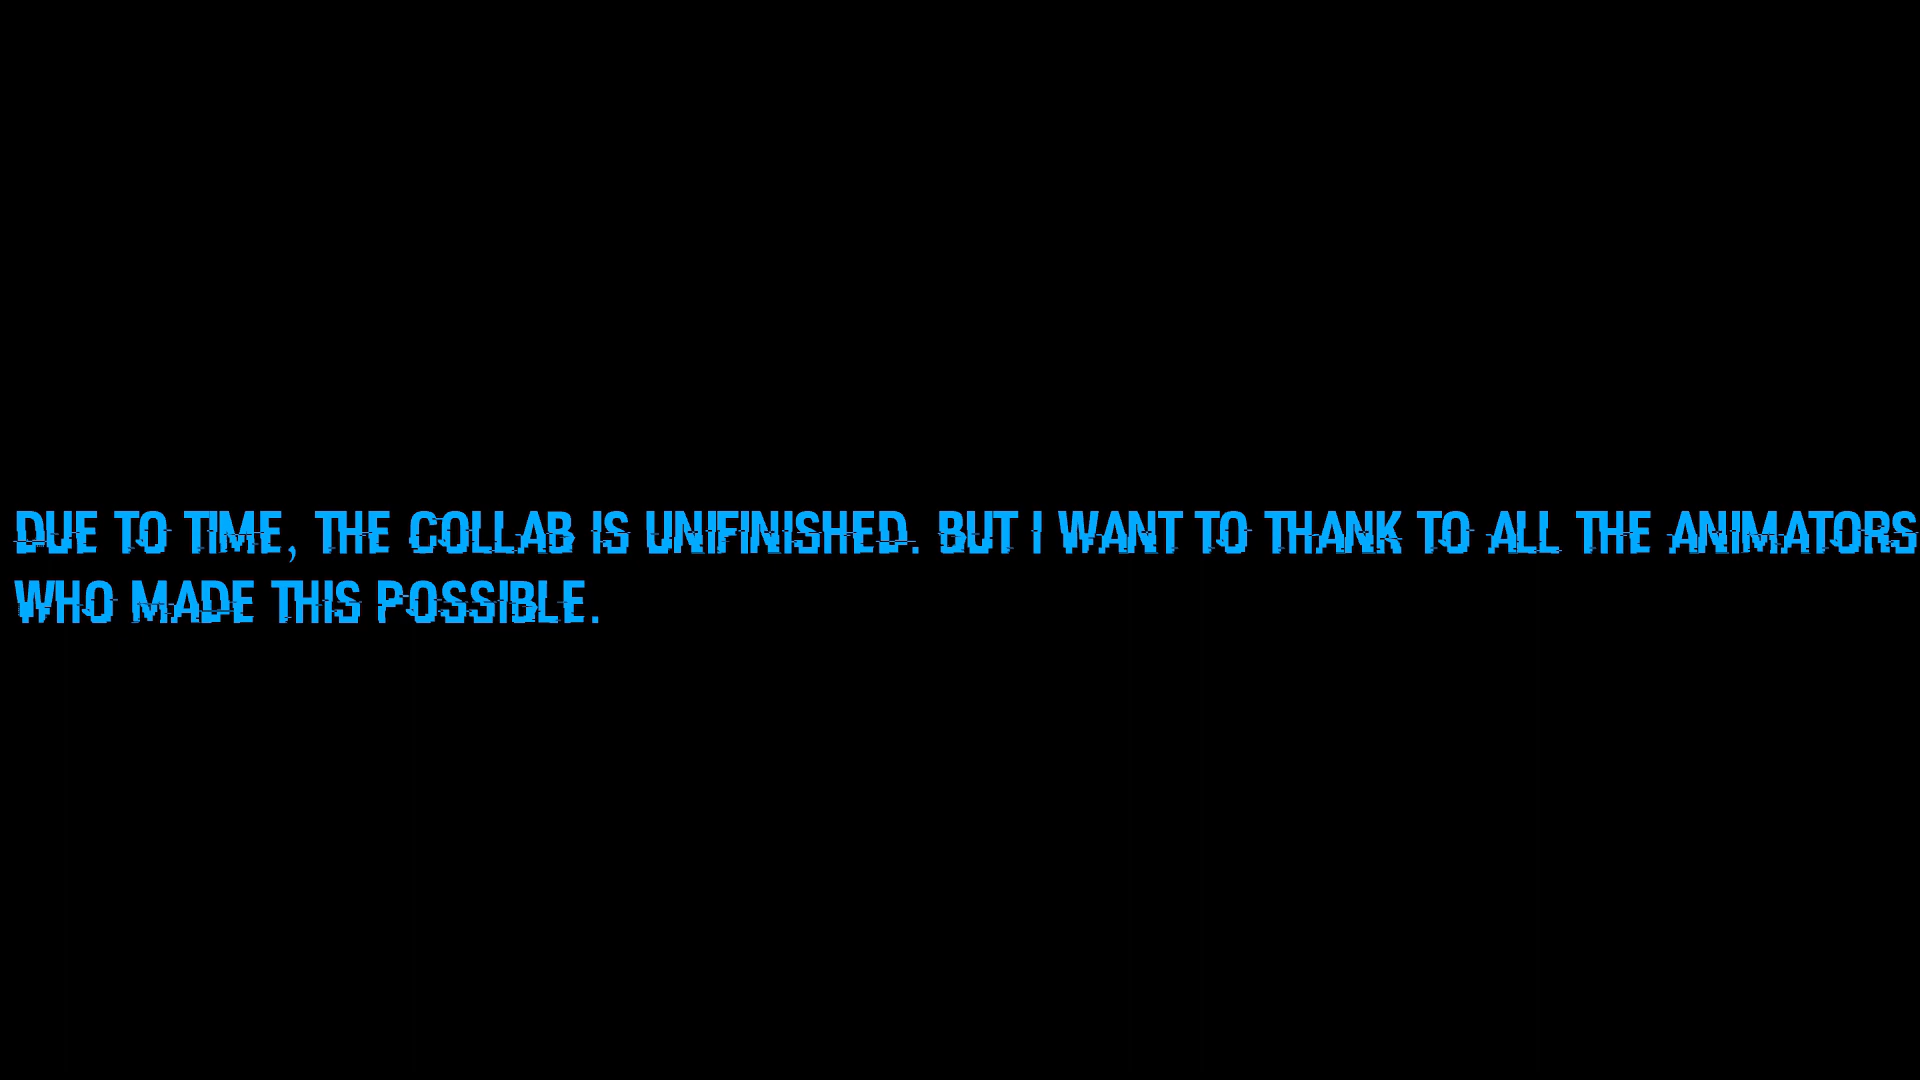 DUE TO TIME, THE COLLAB IS UNIFINISHED. BUT I WANT TO THANK TO ALL THE ANIMATORS
WHO MADE THIS POSSIBLE.